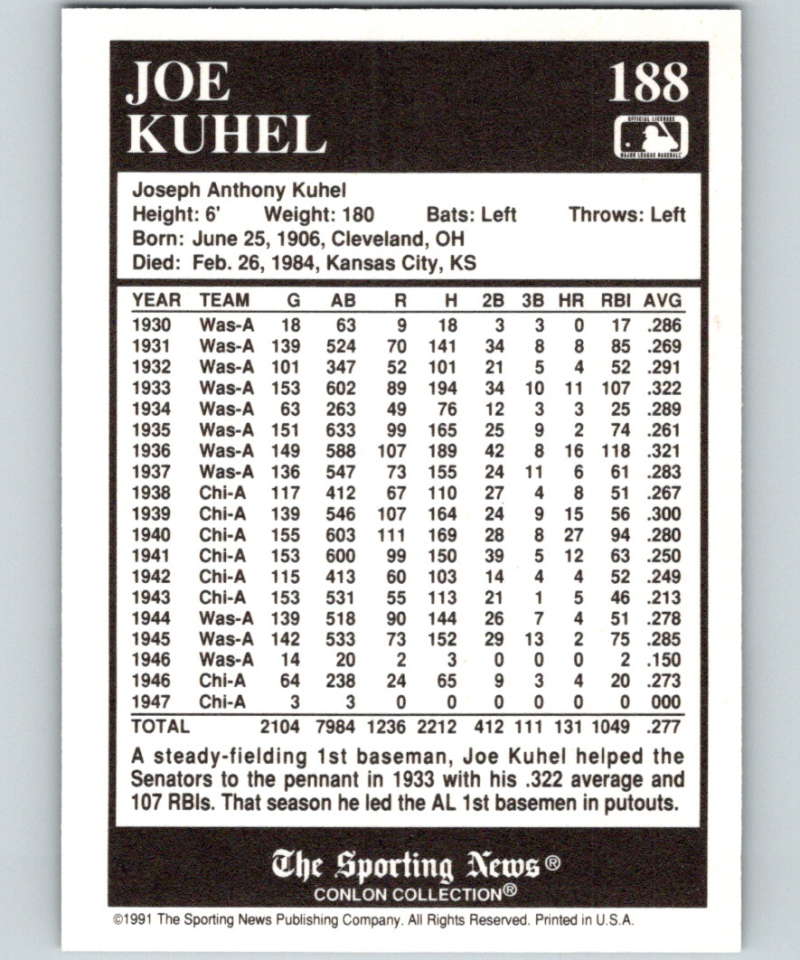 JOE
KUHEL
188
OFFICIAL LICENSEE
MAJOR LEAGUE BASEBALL
Joseph Anthony Kuhel
Height: 6' Weight: 180 Bats: Left Throws: Left
Born: June 25, 1906, Cleveland, OH
Died: Feb. 26, 1984, Kansas City, KS
YEAR TEAM G AB R H 2B 3B HR RBI AVG
1930 Was-A 18 63 9 18 3 3 0 17 .286
1931 Was-A 139 524 70 141 34 8 8 85 .269
1932 Was-A 101 347 52 101 21 5 4 52 .291
1933 Was-A 153 602 89 194 34 10 11 107 .322
1934 Was-A 63 263 49 76 12 3 3 25 .289
1935 Was-A 151 633 99 165 25 9 2 74 .261
1936 Was-A 149 588 107 189 42 8 16 118 .321
1937 Was-A 136 547 73 155 24 11 6 61 .283
1938 Chi-A 117 412 67 110 27 4 8 51 .267
1939 Chi-A 139 546 107 164 24 9 15 56 .300
1940 Chi-A 155 603 111 169 28 8 27 94 .280
1941 Chi-A 153 600 99 150 39 5 12 63 .250
1942 Chi-A 115 413 60 103 14 4 4 52 .249
1943 Chi-A 153 531 55 113 21 1 5 46 .213
1944 Was-A 139 518 90 144 26 7 4 51 .278
1945 Was-A 142 533 73 152 29 13 2 75 .285
1946 Was-A 14 20 2 3 0 0 0 2 .150
1946 Chi-A 64 238 24 65 9 3 4 20 .273
1947 Chi-A 3 3 0 0 0 0 0 0 000
TOTAL 2104 7984 1236 2212 412 111 131 1049 .277
A steady-fielding 1st baseman, Joe Kuhel helped the
Senators to the pennant in 1933 with his .322 average and
107 RBIs. That season he led the AL 1st basemen in putouts.
The Sporting News®
CONLON COLLECTION®
©1991 The Sporting News Publishing Company. All Rights Reserved. Printed in U.S.A.